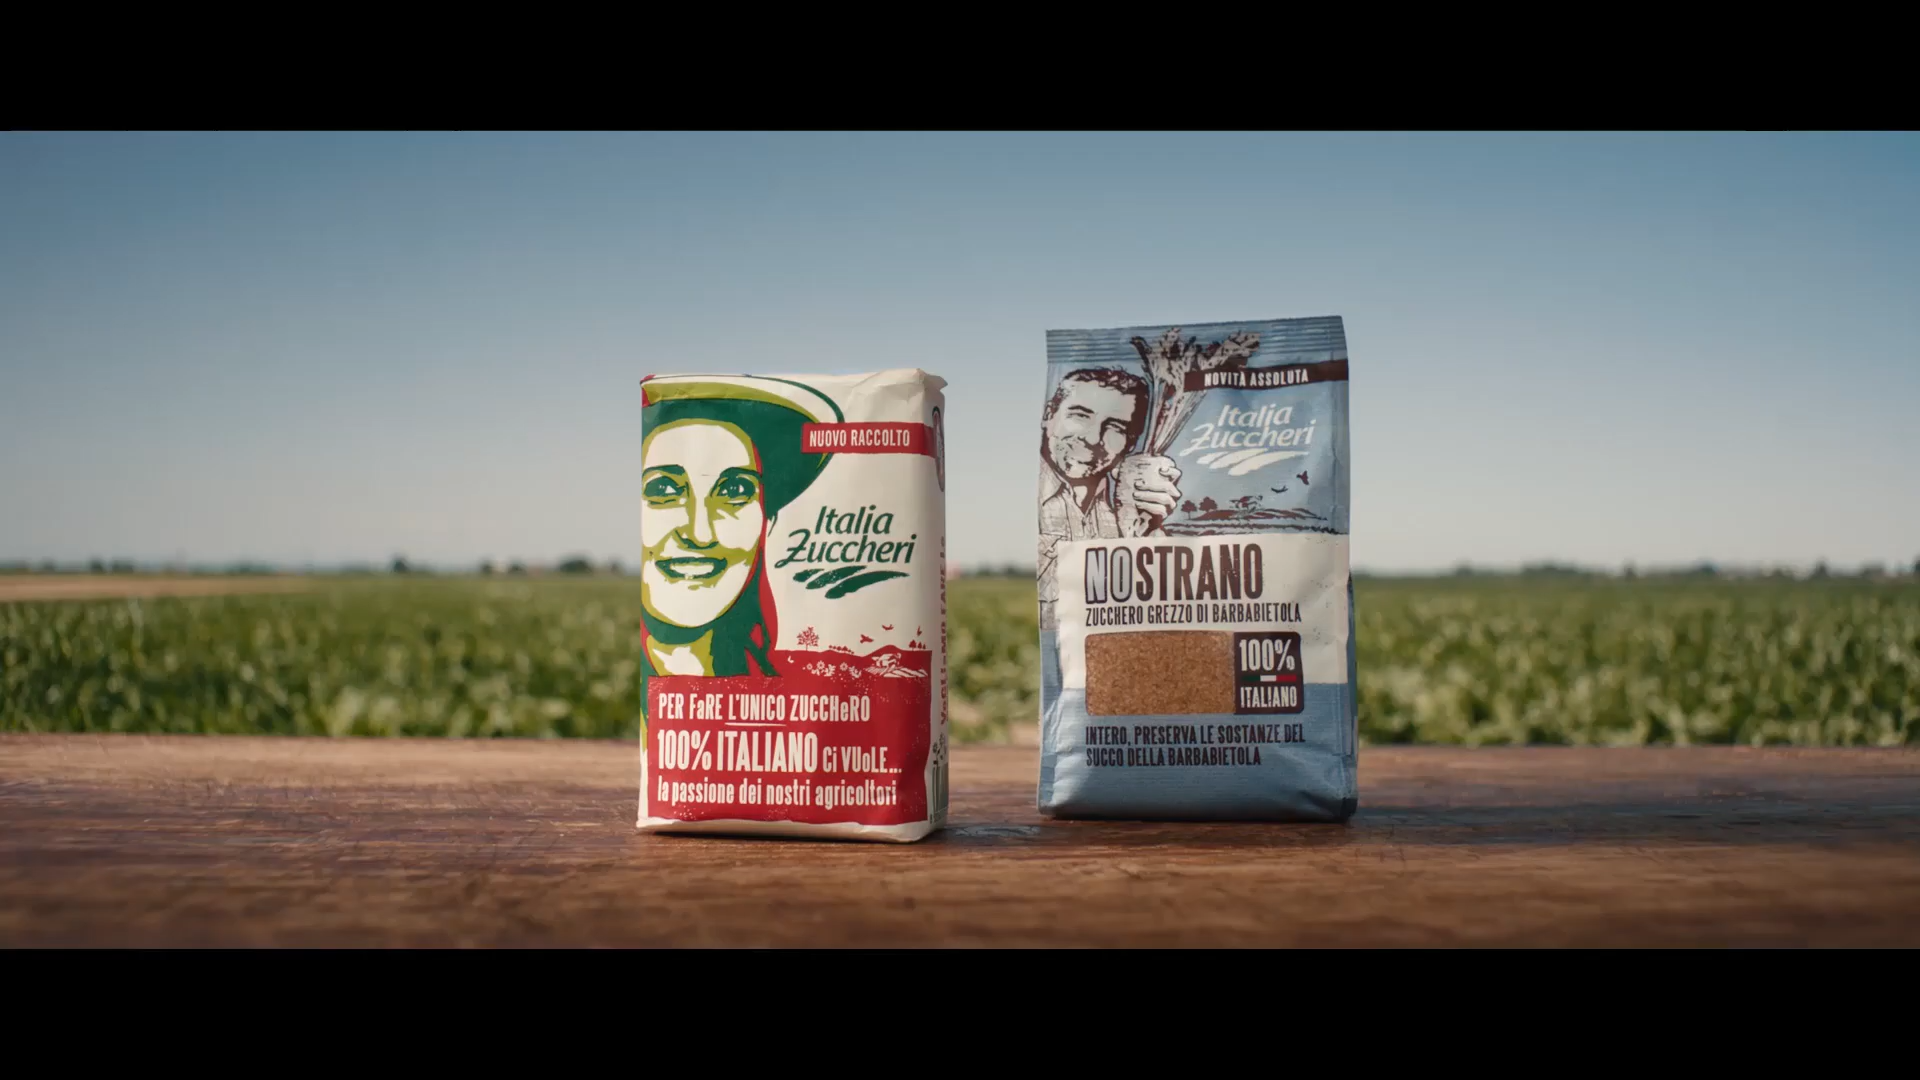 NUOVO RACCOLTO
Italia
Zuccheri
PER FaRE L'UNICO ZUCCHeRO
100% ITALIANO Ci VUoLE...
la passione dei nostri agricoltori
NOVITÀ ASSOLUTA
Italia
Zuccheri
NOSTRANO
ZUCCHERO GREZZO DI BARBABIETOLA
100%
ITALIANO
INTERO, PRESERVA LE SOSTANZE DEL
SUCCO DELLA BARBABIETOLA